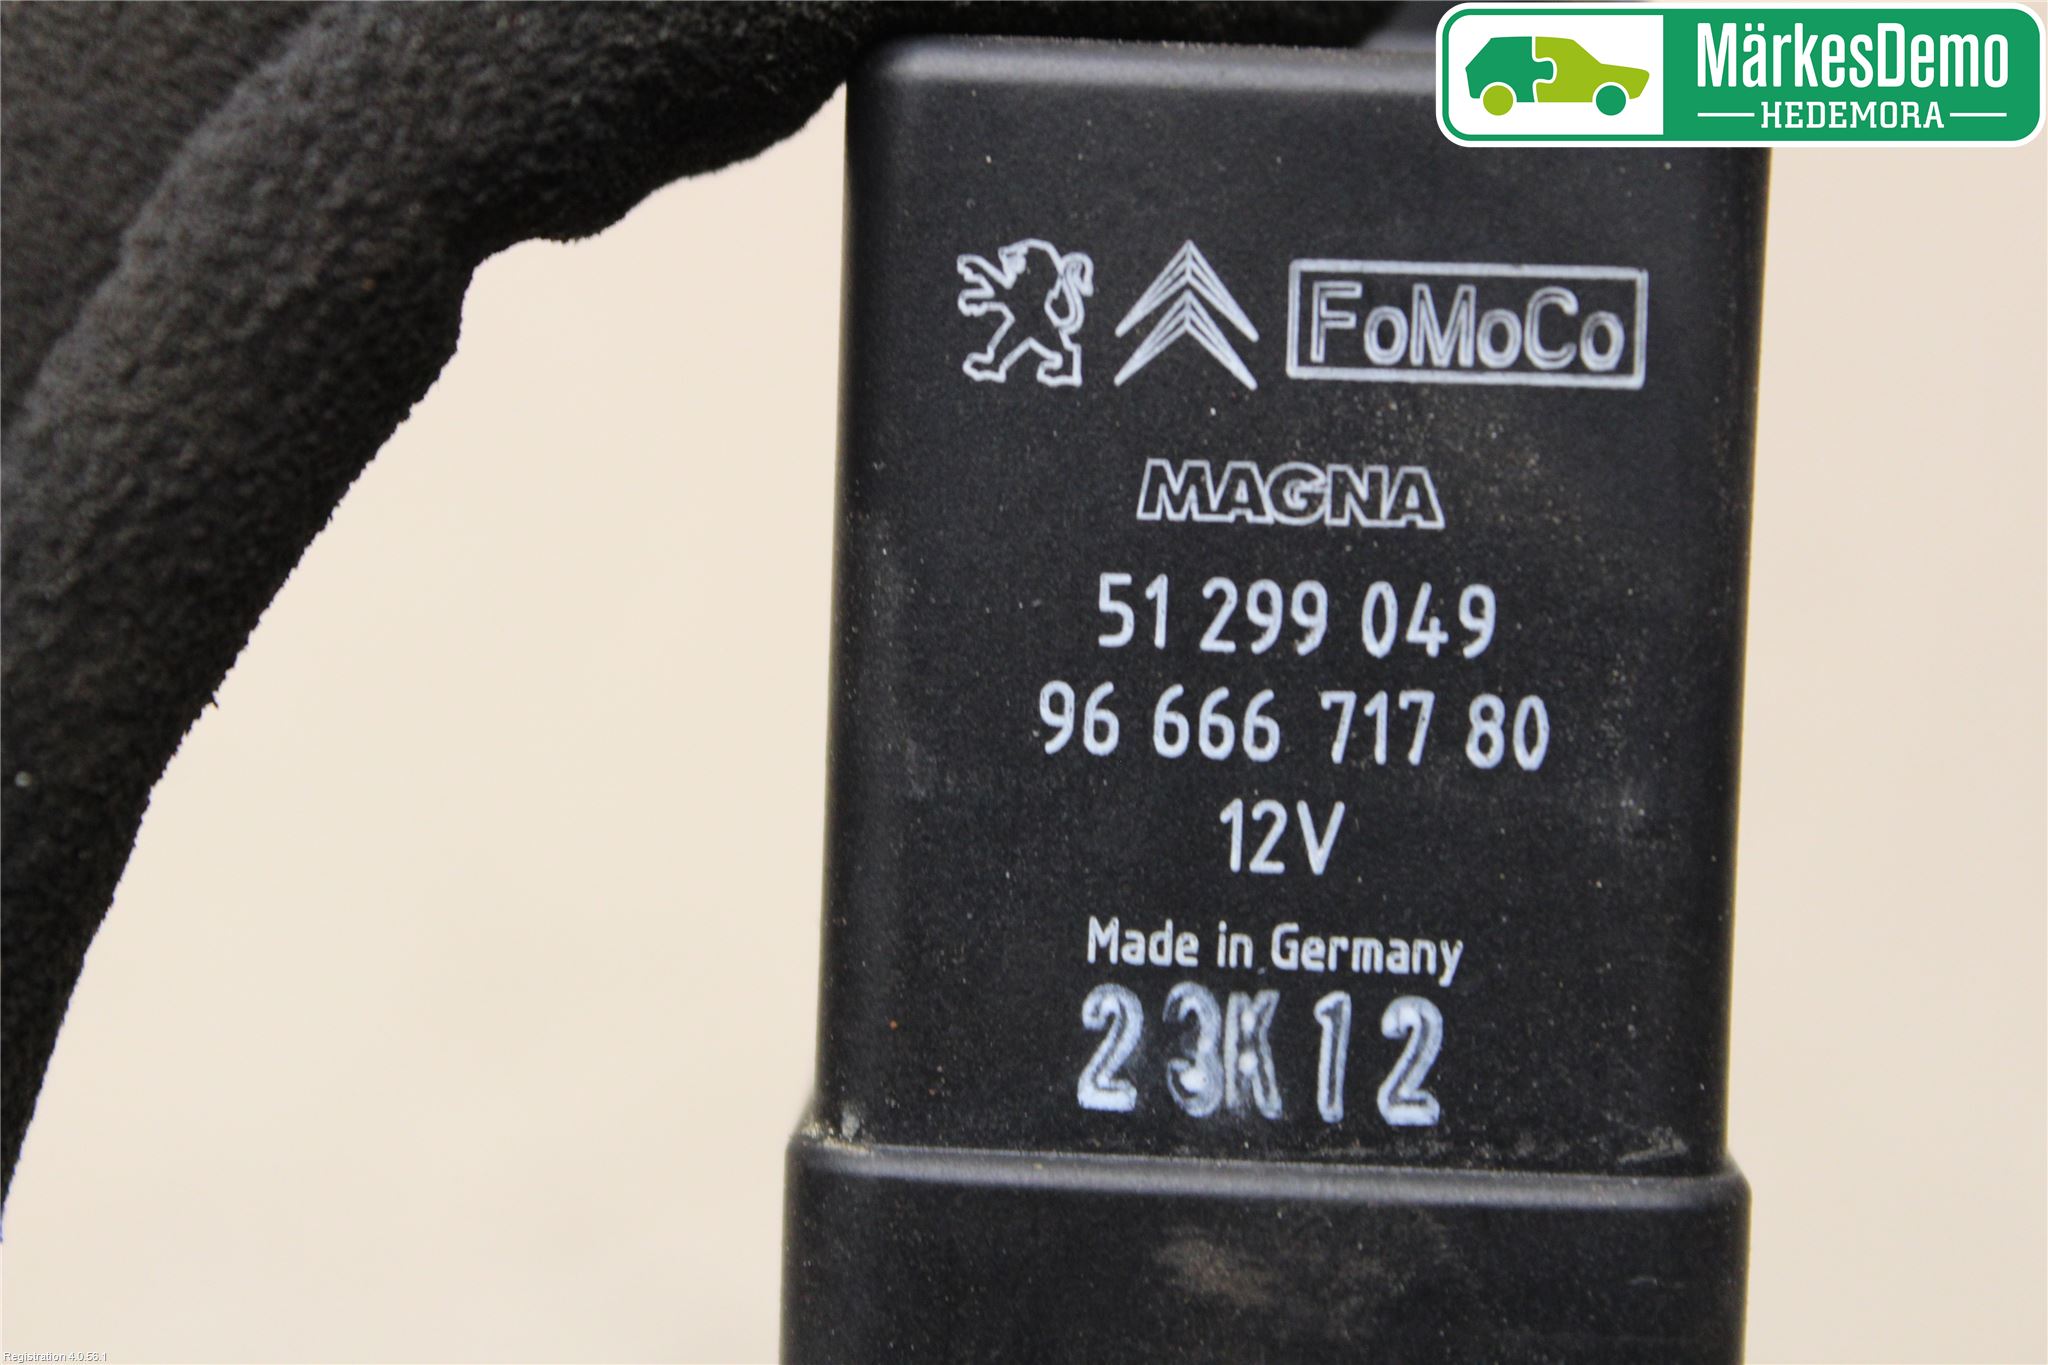 MärkesDemo
HEDEMORA
FoMoCo
MAGNA
51 299 049
96 666 717 80
12V
Made in Germany
23K12
Registration 4.0.56.1